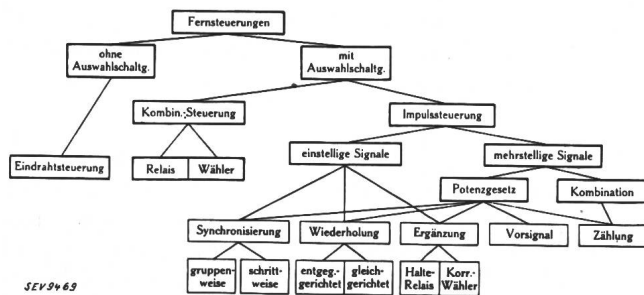 Fernsteuerungen
ohne
Auswahlschaltg.
mit
Auswahlschaltg.
Kombin.-Steuerung
Impulssteuerung
Eindrahtsteuerung
Relais
Wähler
einstellige Signale
mehrstellige Signale
Potenzgesetz
Kombination
Synchronisierung
Wiederholung
Ergänzung
Vorsignal
Zählung
gruppen-
weise
schritt-
weise
entgeg.-
gerichtet
gleich-
gerichtet
Halte-
Relais
Korr.-
Wähler
SEV9469